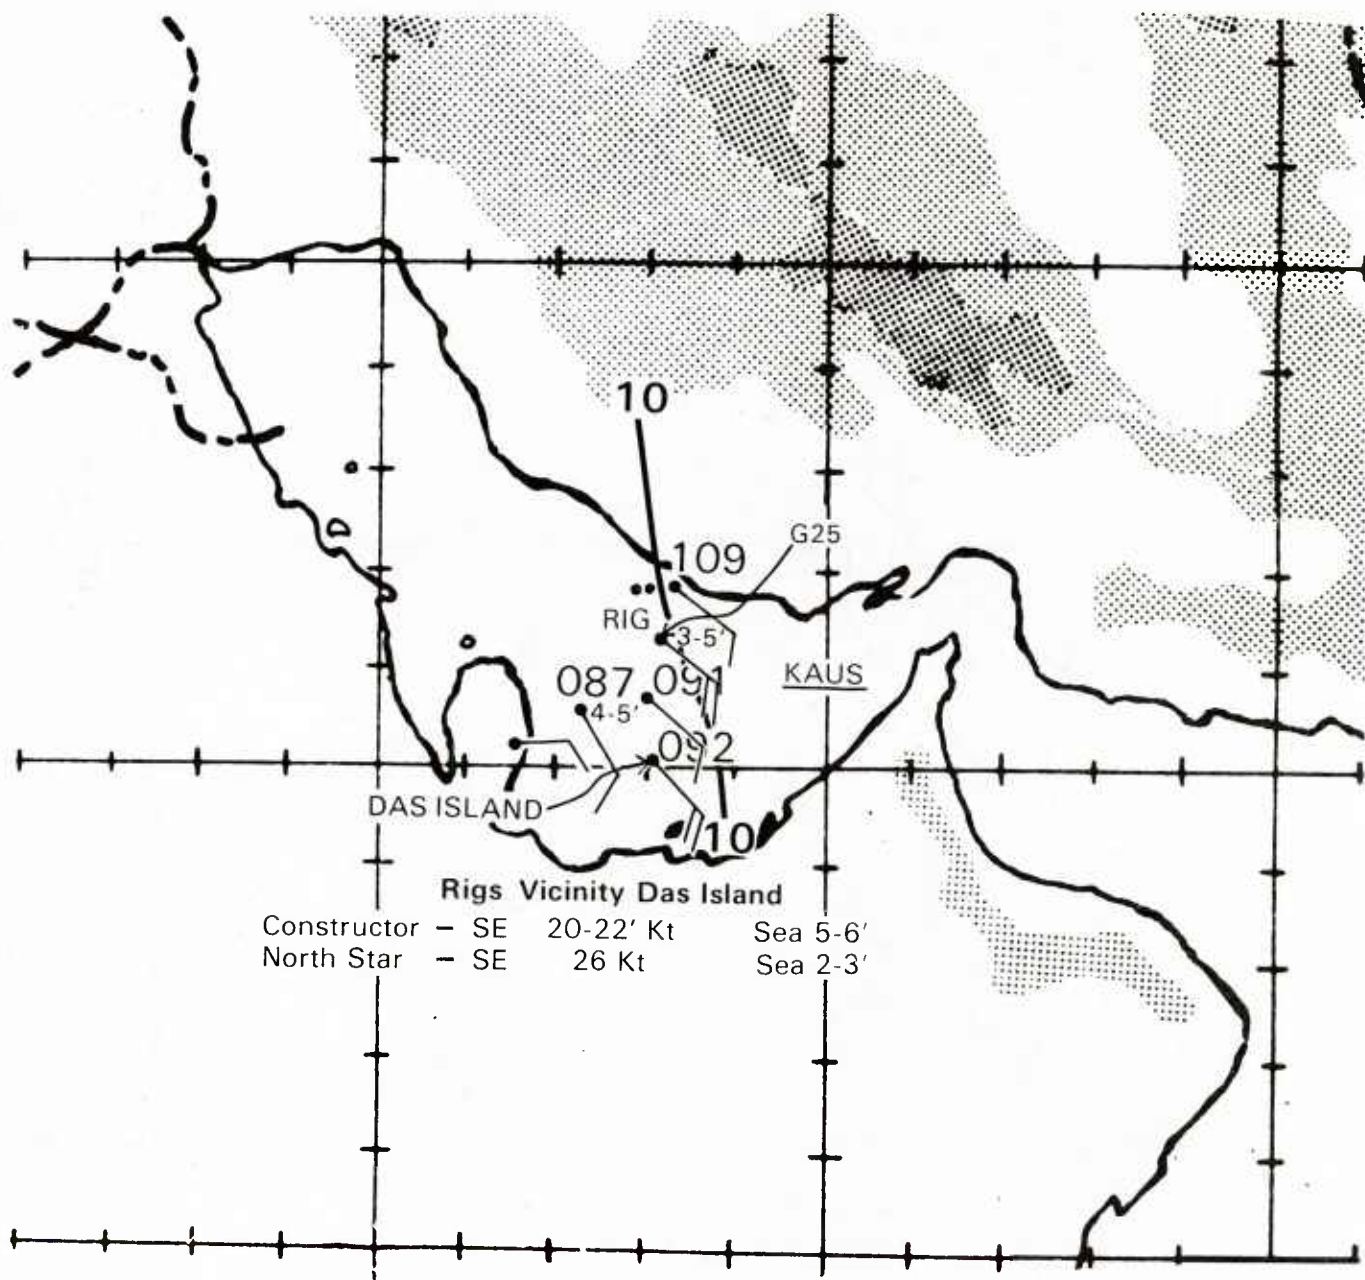 10
109
G25
RIG
3-5'
KAUS
087
091
4-5'
092
DAS ISLAND
10
Rigs Vicinity Das Island
Constructor – SE 20-22' Kt Sea 5-6'
North Star – SE 26 Kt Sea 2-3'